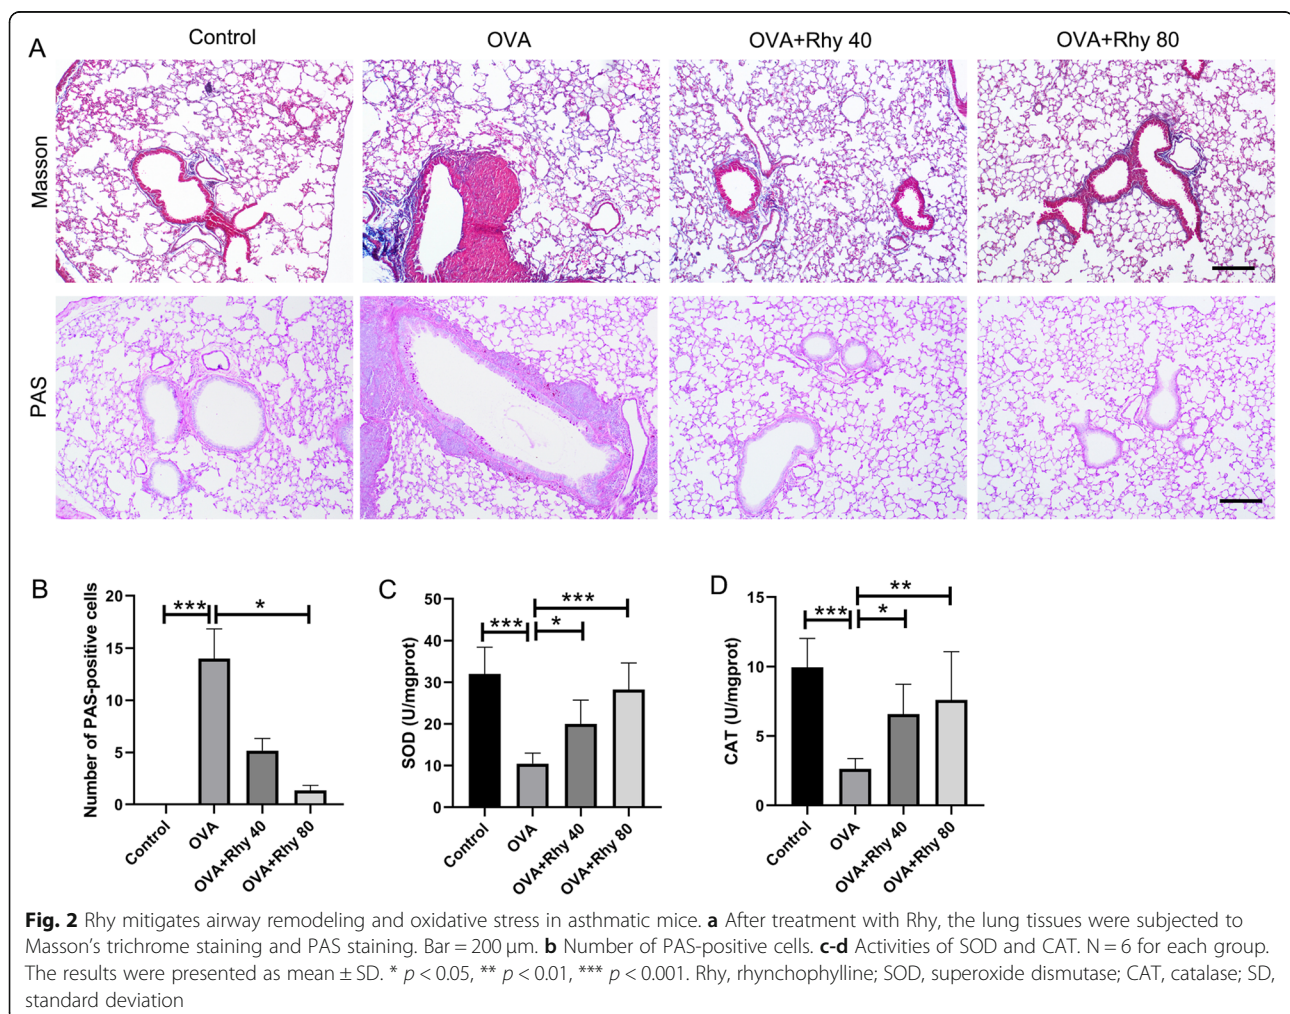 A
Control
OVA
OVA+Rhy 40
OVA+Rhy 80
Masson
PAS
B
Number of PAS-positive cells
20
15
10
5
0
***
*
Control
OVA
OVA+Rhy 40
OVA+Rhy 80
C
SOD (U/mgprot)
50
40
30
20
10
0
***
*
***
Control
OVA
OVA+Rhy 40
OVA+Rhy 80
D
CAT (U/mgprot)
15
10
5
0
***
*
**
Control
OVA
OVA+Rhy 40
OVA+Rhy 80
Fig. 2 Rhy mitigates airway remodeling and oxidative stress in asthmatic mice. a After treatment with Rhy, the lung tissues were subjected to
Masson's trichrome staining and PAS staining. Bar = 200 μm. b Number of PAS-positive cells. c-d Activities of SOD and CAT. N = 6 for each group.
The results were presented as mean ± SD. * p < 0.05, ** p < 0.01, *** p < 0.001. Rhy, rhynchophylline; SOD, superoxide dismutase; CAT, catalase; SD,
standard deviation